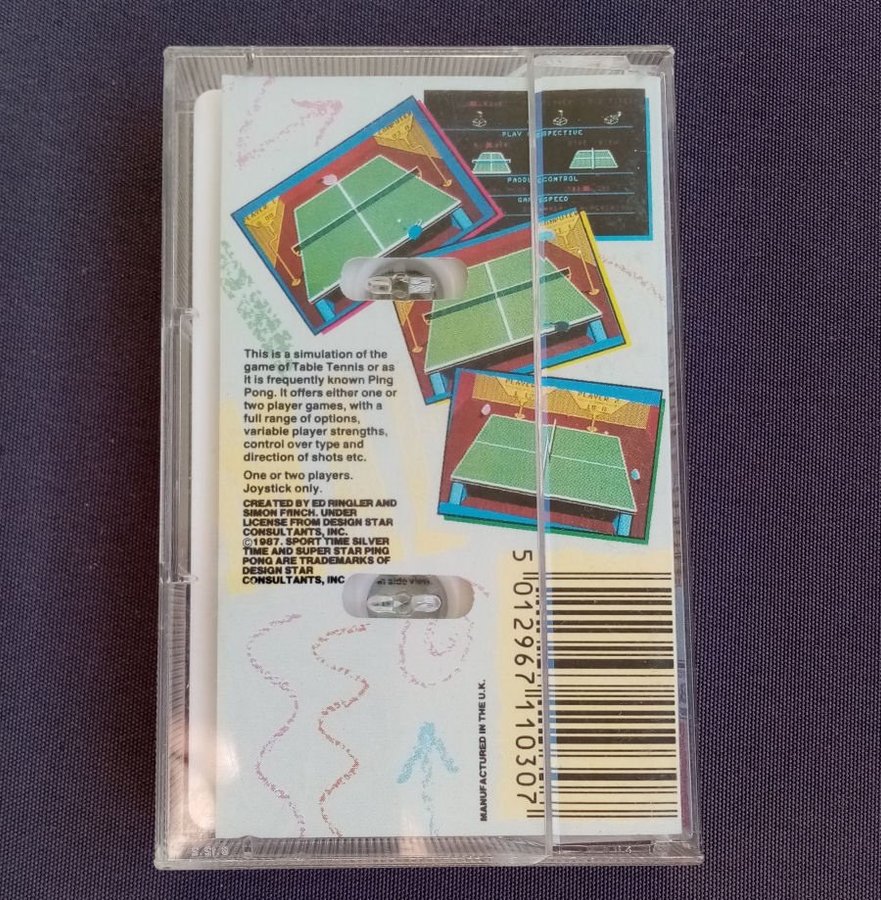 PLAY
PADDLE CONTROL
GAME SPEED
This is a simulation of the
game of Table Tennis or as
it is frequently known Ping
Pong. It offers either one or
two player games, with a
full range of options,
variable player strengths,
control over type and
direction of shots etc.
One or two players.
Joystick only.
CREATED BY ED RINGLER AND
SIMON FFINCH. UNDER
LICENSE FROM DESIGN STAR
CONSULTANTS, INC.
©1987. SPORT TIME SILVER
TIME AND SUPER STAR PING
PONG ARE TRADEMARKS OF
DESIGN STAR
CONSULTANTS, INC
side view.
MANUFACTURED IN THE U.K.
5 012967 110307